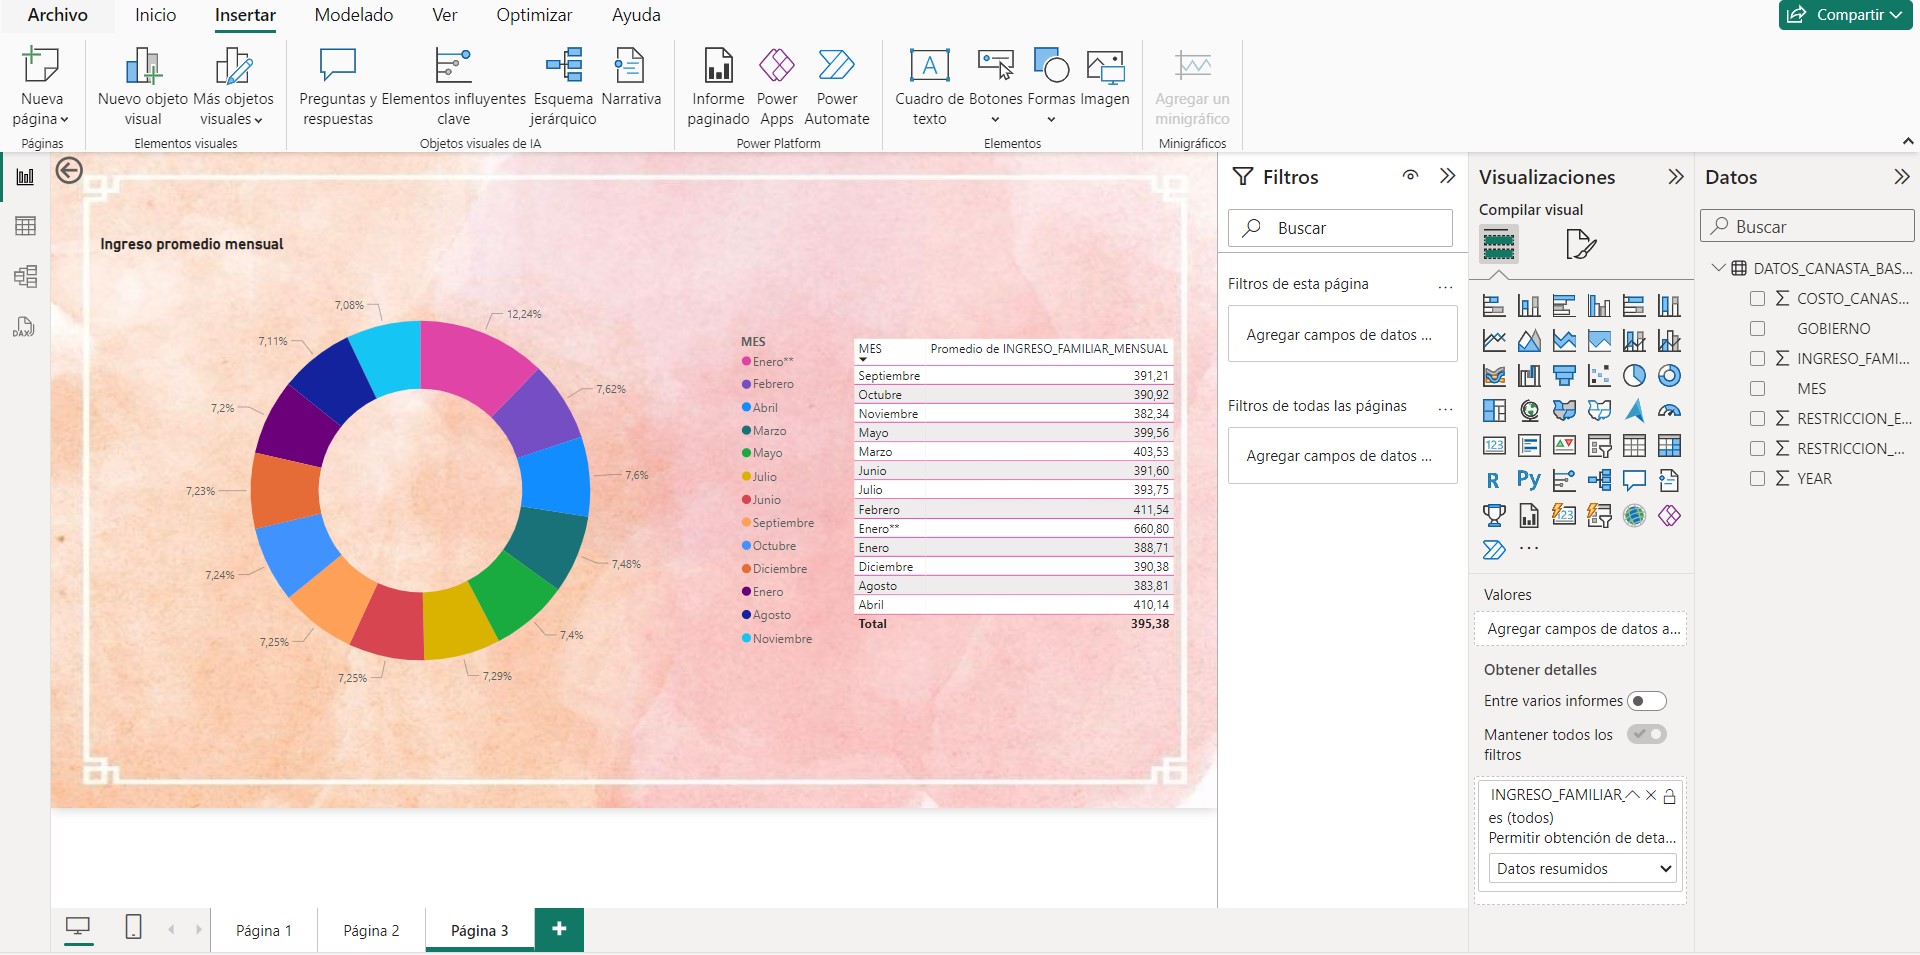 Archivo Inicio Insertar Modelado Ver Optimizar Ayuda Compartir
Nueva página
Nuevo objeto visual
Más objetos visuales
Preguntas y respuestas
Elementos influyentes clave
Esquema jerárquico
Narrativa
Informe paginado
Power Apps
Power Automate
Cuadro de texto
Botones
Formas
Imagen
Agregar un minigráfico
Páginas
Elementos visuales
Objetos visuales de IA
Power Platform
Elementos
Minigráficos
Ingreso promedio mensual
12,24%
7,62%
7,6%
7,48%
7,4%
7,29%
7,25%
7,25%
7,24%
7,23%
7,2%
7,11%
7,08%
MES
Enero**
Febrero
Abril
Marzo
Mayo
Julio
Junio
Septiembre
Octubre
Diciembre
Enero
Agosto
Noviembre
MES Promedio de INGRESO_FAMILIAR_MENSUAL
Septiembre 391,21
Octubre 390,92
Noviembre 382,34
Mayo 399,56
Marzo 403,53
Junio 391,60
Julio 393,75
Febrero 411,54
Enero** 660,80
Enero 388,71
Diciembre 390,38
Agosto 383,81
Abril 410,14
Total 395,38
Filtros
Buscar
Filtros de esta página ...
Agregar campos de datos ...
Filtros de todas las páginas ...
Agregar campos de datos ...
Visualizaciones
Compilar visual
123
R Py
123
...
Valores
Agregar campos de datos a...
Obtener detalles
Entre varios informes
Mantener todos los
filtros
INGRESO_FAMILIAR_
es (todos)
Permitir obtención de deta...
Datos resumidos
Datos
Buscar
DATOS_CANASTA_BAS...
COSTO_CANAS...
GOBIERNO
INGRESO_FAMI...
MES
RESTRICCION_E...
RESTRICCION_...
YEAR
DAX
Página 1 Página 2 Página 3 +